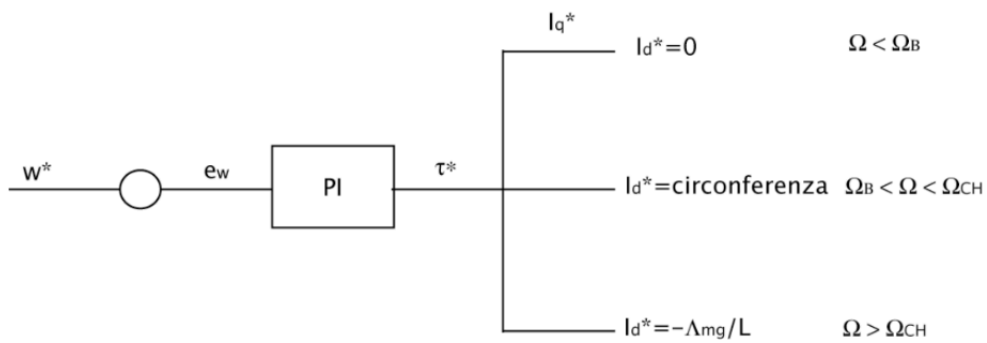 Iq*
Id*=0 Ω < ΩB
w* ew PI τ* Id*=circonferenza ΩB < Ω < ΩCH
Id*=-Λmg/L Ω > ΩCH